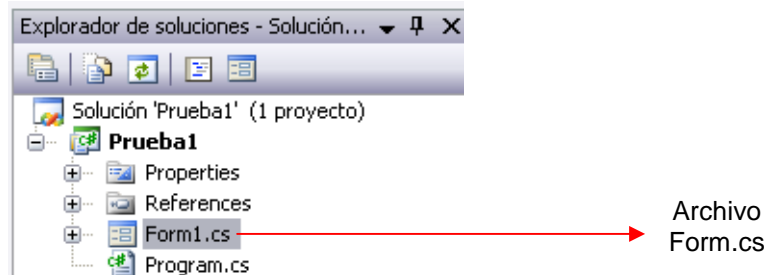 Explorador de soluciones - Solución...
Solución 'Prueba1' (1 proyecto)
Prueba1
Properties
References
Form1.cs
Program.cs
Archivo
Form.cs